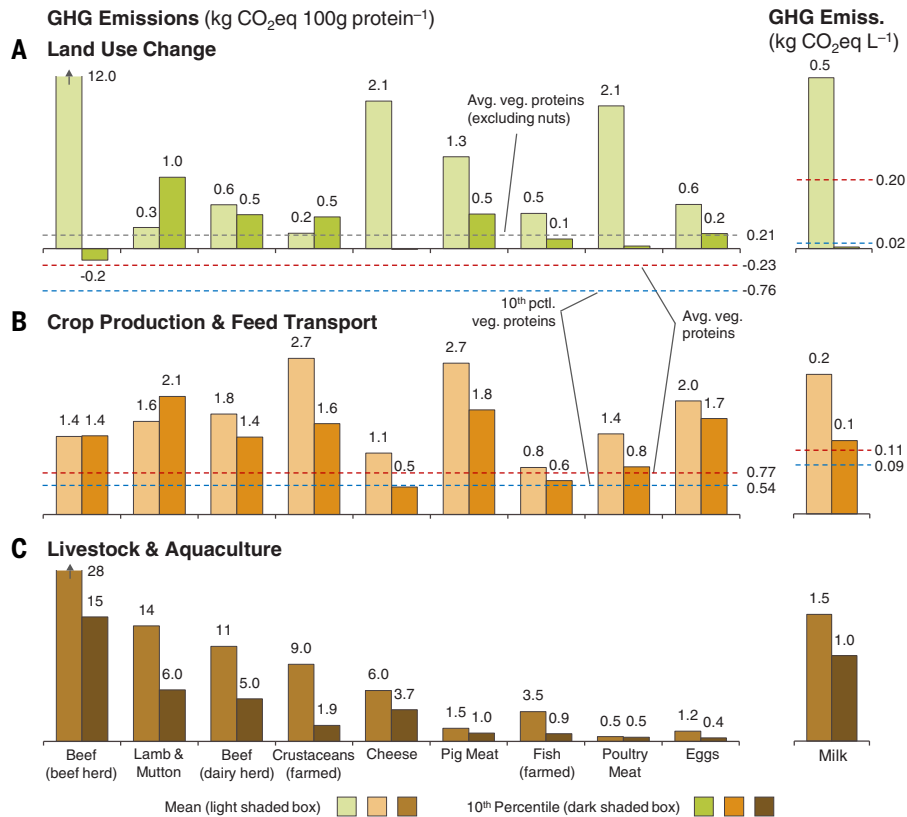 GHG Emissions (kg CO₂eq 100g protein⁻¹)
GHG Emiss.
(kg CO₂eq L⁻¹)
A Land Use Change
12.0
-0.2
0.3
1.0
0.6
0.5
0.2
0.5
2.1
1.3
0.5
0.5
0.1
2.1
0.6
0.2
Avg. veg. proteins
(excluding nuts)
0.21
-0.23
-0.76
0.5
0.20
0.02
10th pctl.
veg. proteins
Avg. veg.
proteins
B Crop Production & Feed Transport
1.4
1.4
1.6
2.1
1.8
1.4
2.7
1.6
1.1
0.5
2.7
1.8
0.8
0.6
1.4
0.8
2.0
1.7
0.77
0.54
0.2
0.1
0.11
0.09
C Livestock & Aquaculture
28
15
14
6.0
11
5.0
9.0
1.9
6.0
3.7
1.5
1.0
3.5
0.9
0.5
0.5
1.2
0.4
1.5
1.0
Beef
(beef herd)
Lamb &
Mutton
Beef
(dairy herd)
Crustaceans
(farmed)
Cheese
Pig Meat
Fish
(farmed)
Poultry
Meat
Eggs
Milk
Mean (light shaded box)
10th Percentile (dark shaded box)